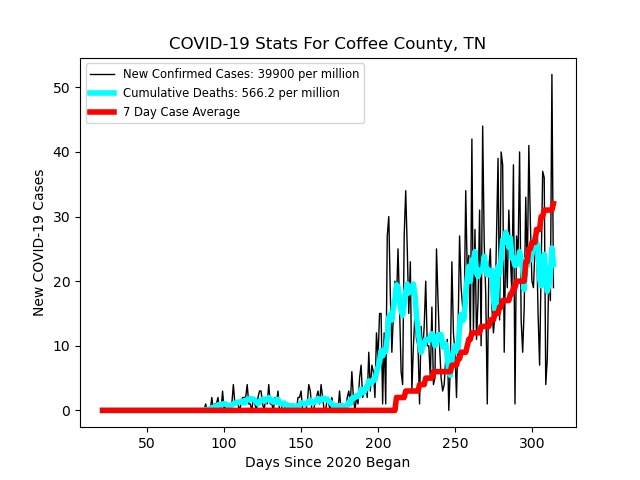 COVID-19 Stats For Coffee County, TN
New Confirmed Cases: 39900 per million
Cumulative Deaths: 566.2 per million
7 Day Case Average
New COVID-19 Cases
50
40
30
20
10
0
50 100 150 200 250 300
Days Since 2020 Began